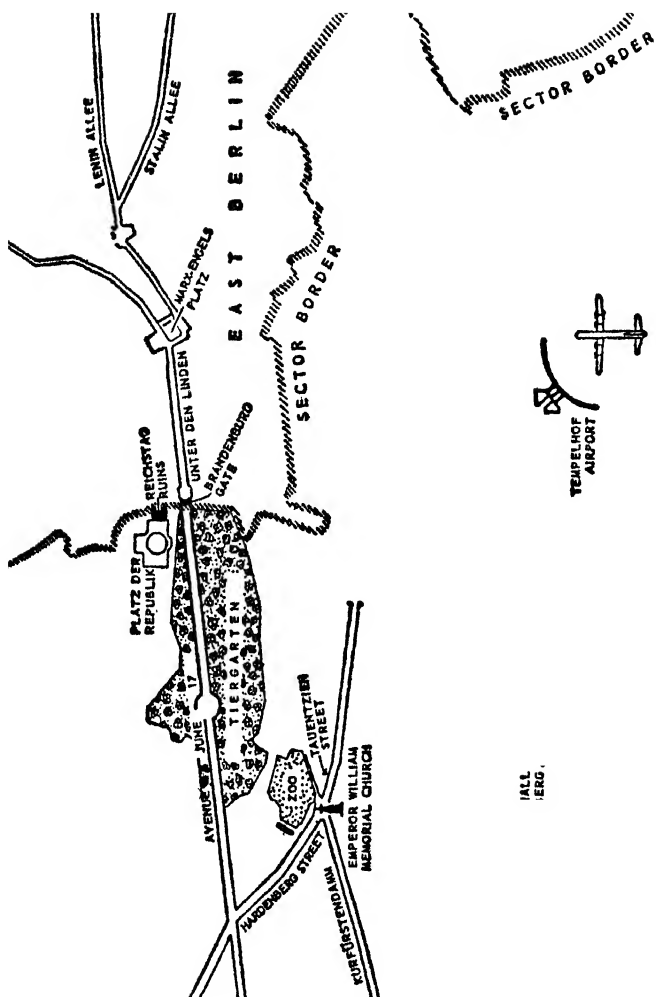 LENIN ALLEE
STALIN ALLEE
EAST BERLIN
SECTOR BORDER
MARX-ENGELS
PLATZ
SECTOR BORDER
UNTER DEN LINDEN
REICHSTAG
RUINS
BRANDENBURG
GATE
PLATZ DER
REPUBLIK
TEMPELHOF
AIRPORT
TIERGARTEN
AVENUE JUNE 17
TAUENTZIEN
STREET
ZOO
EMPEROR WILLIAM
MEMORIAL CHURCH
HARDENBERG STREET
KURFÜRSTENDAMM